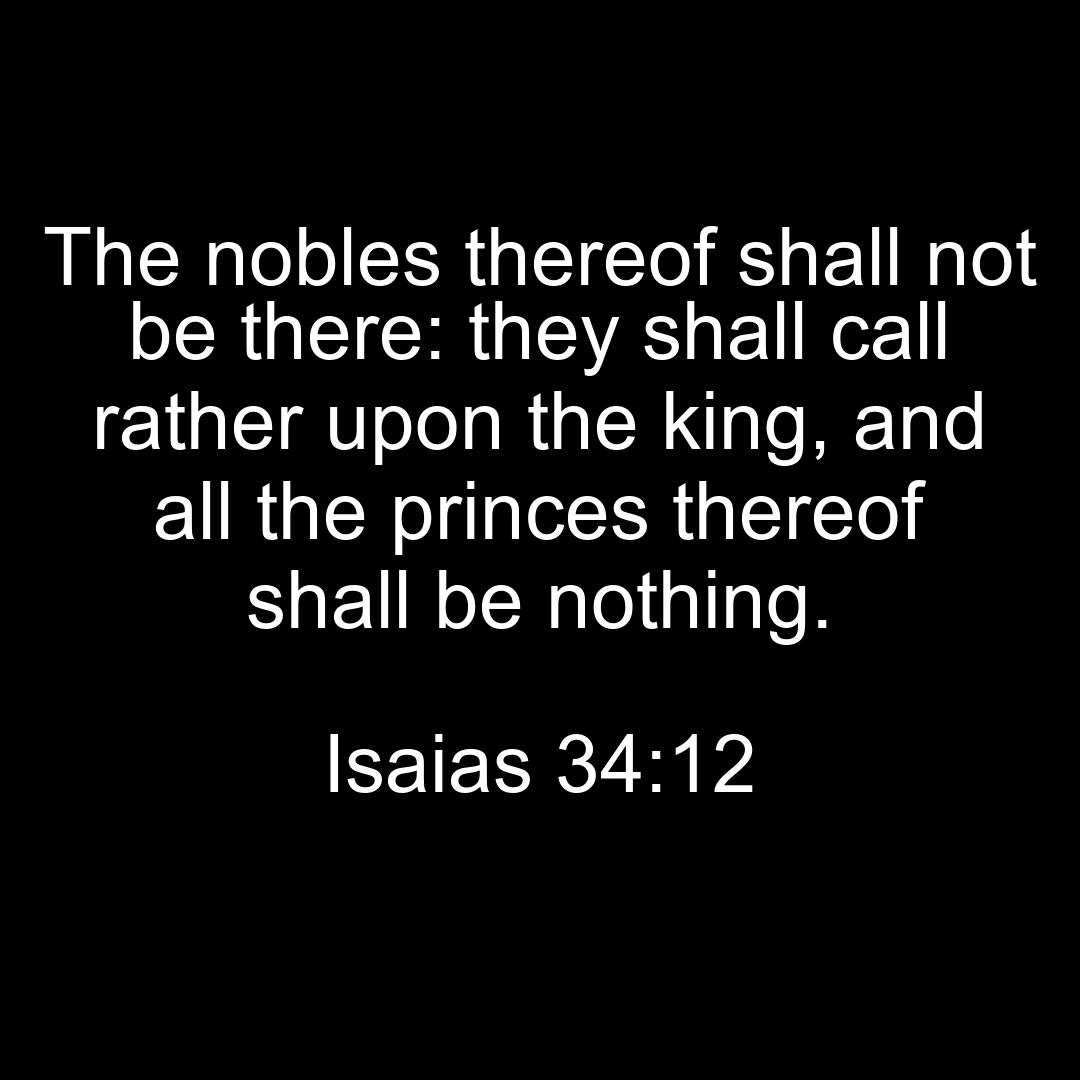 The nobles thereof shall not
be there: they shall call
rather upon the king, and
all the princes thereof
shall be nothing.
Isaias 34:12